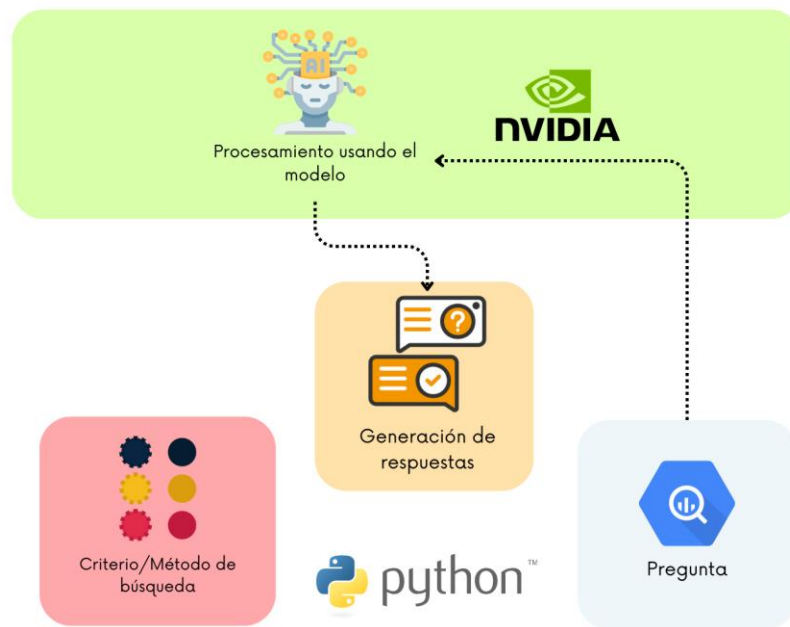 AI
NVIDIA
Procesamiento usando el
modelo
?
Generación de
respuestas
Criterio/Método de
búsqueda
python™
Pregunta